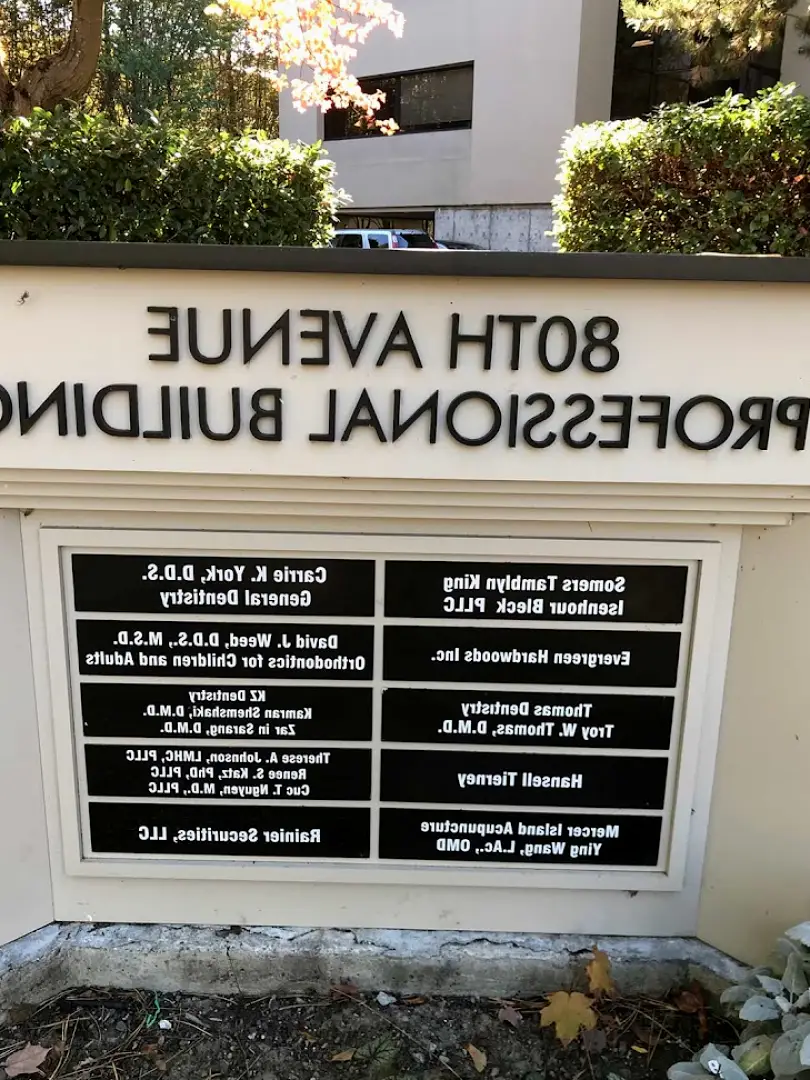 80TH AVENUE
PROFESSIONAL BUILDING
Somers Tamblyn King
Isenhour Bleck PLLC
Evergreen Hardwoods Inc.
Thomas Dentistry
Troy W. Thomas, D.M.D.
Hansell Tierney
Mercer Island Acupuncture
Ying Wang, L.Ac., OMD
Carrie K. York, D.D.S.
General Dentistry
David J. Weed, D.D.S., M.S.D.
Orthodontics for Children and Adults
KZ Dentistry
Kamran Shemshaki, D.M.D.
Zar in Sarang, D.M.D.
Therese A. Johnson, LMHC, PLLC
Renee S. Katz, PhD, PLLC
Cuc T. Nguyen, M.D., PLLC
Rainier Securities, LLC